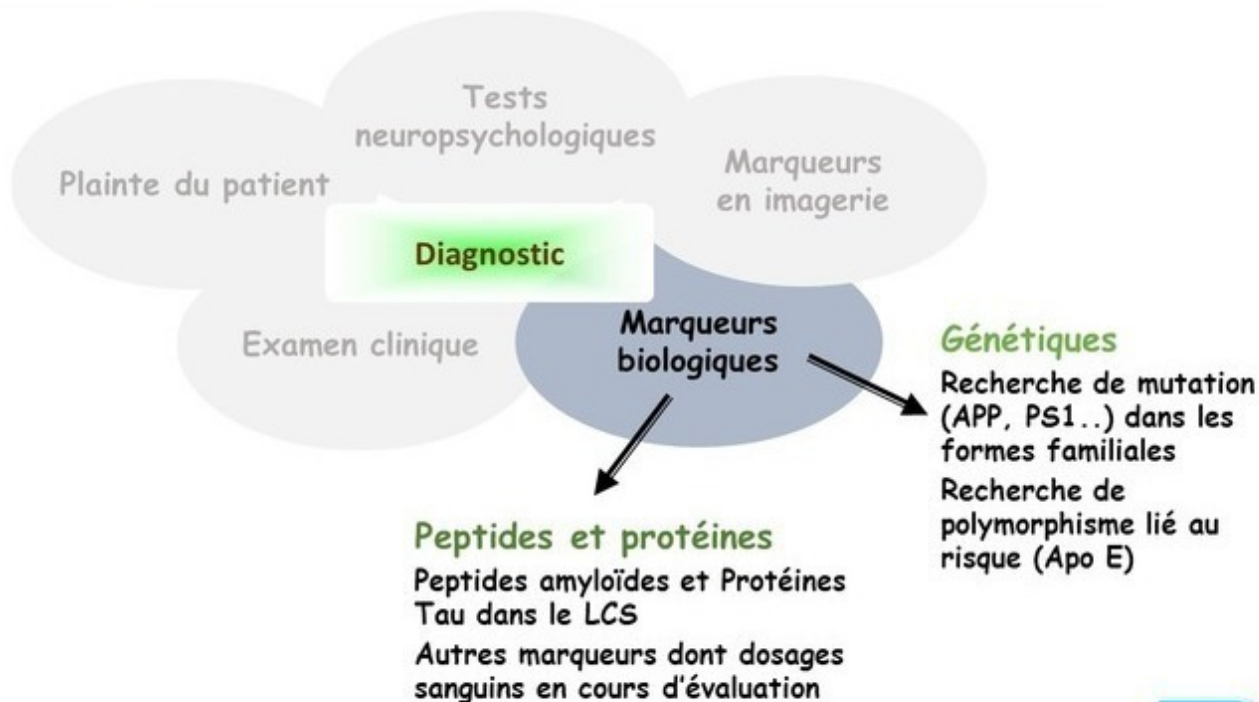 Tests
neuropsychologiques
Plainte du patient
Marqueurs
en imagerie
Diagnostic
Examen clinique
Marqueurs
biologiques
Génétiques
Recherche de mutation
(APP, PS1..) dans les
formes familiales
Recherche de
polymorphisme lié au
risque (Apo E)
Peptides et protéines
Peptides amyloïdes et Protéines
Tau dans le LCS
Autres marqueurs dont dosages
sanguins en cours d'évaluation